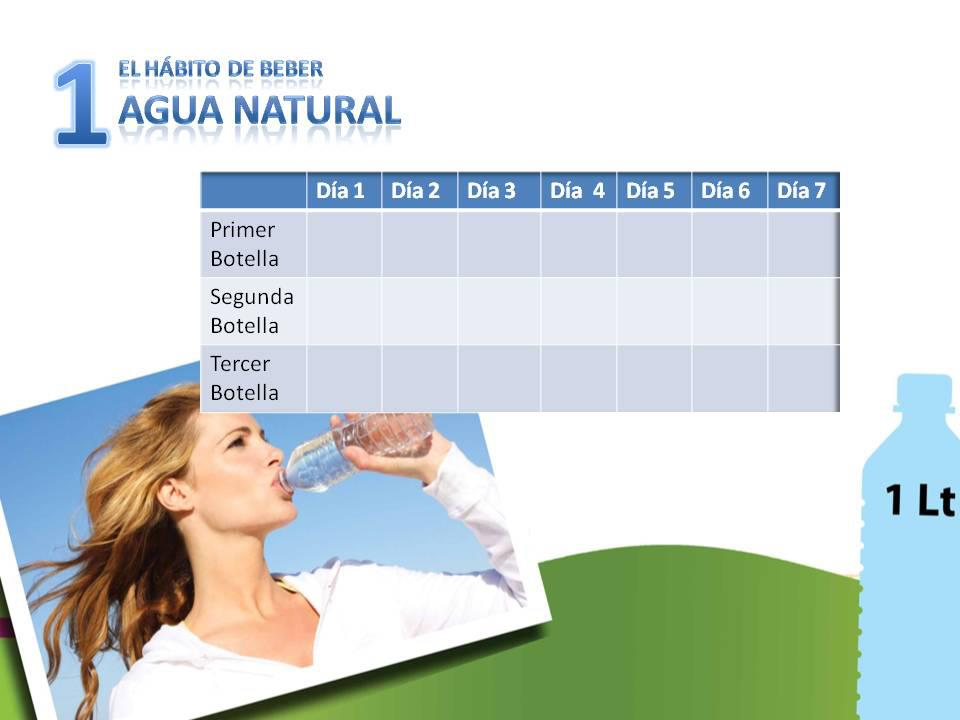 1
EL HÁBITO DE BEBER
AGUA NATURAL
Día 1 Día 2 Día 3 Día 4 Día 5 Día 6 Día 7
Primer
Botella
Segunda
Botella
Tercer
Botella
1 Lt